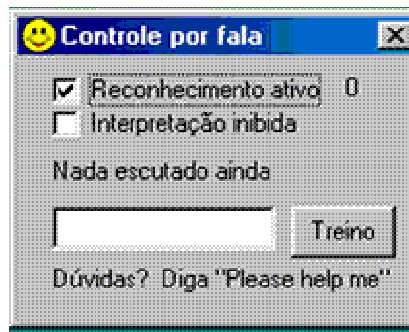 Controle por fala
Reconhecimento ativo 0
Interpretação inibida
Nada escutado ainda
Treino
Dúvidas? Diga "Please help me"